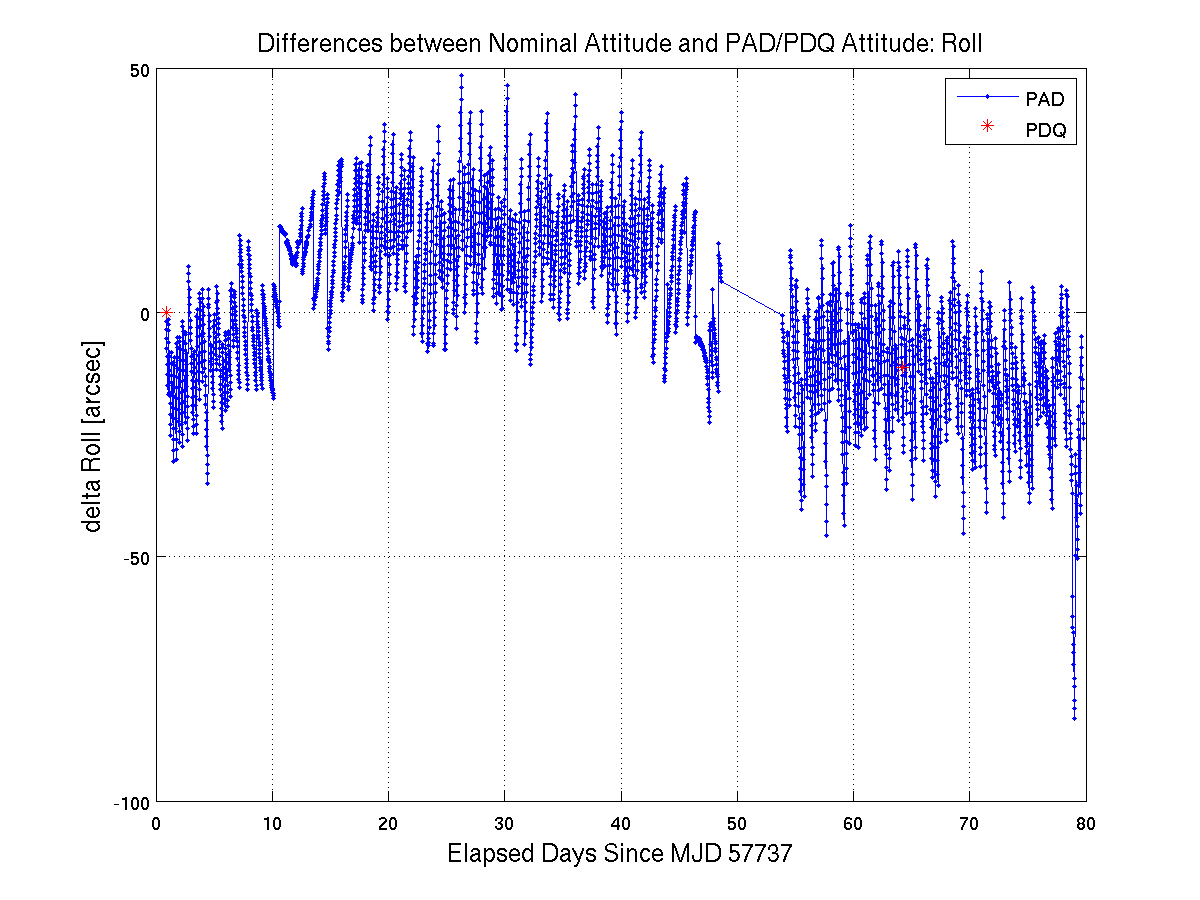 Differences between Nominal Attitude and PAD/PDQ Attitude: Roll
50
0
-50
-100
delta Roll [arcsec]
PAD
PDQ
0 10 20 30 40 50 60 70 80
Elapsed Days Since MJD 57737